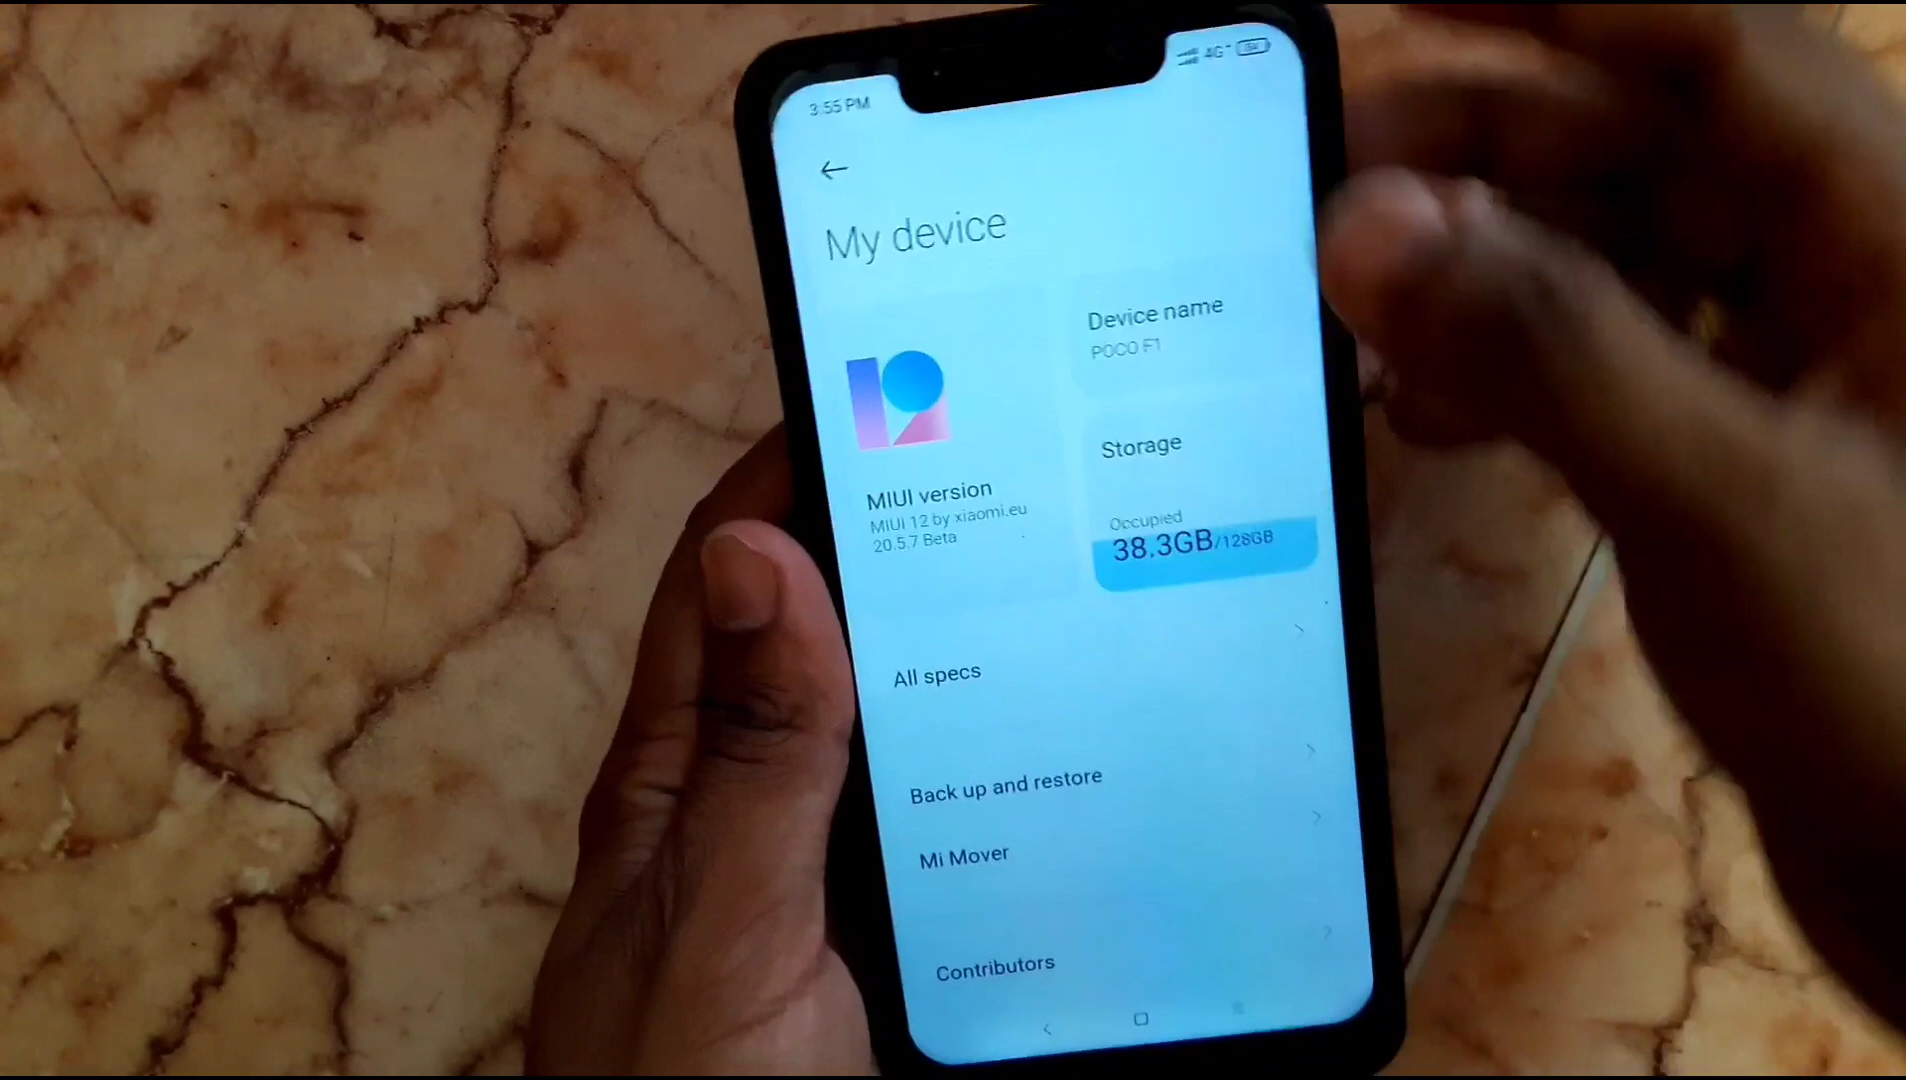 3:55 PM
4G+
My device
Device name
POCO F1
MIUI version
MIUI 12 by xiaomi.eu
20.5.7 Beta
Storage
Occupied
38.3GB/128GB
All specs
Back up and restore
Mi Mover
Contributors